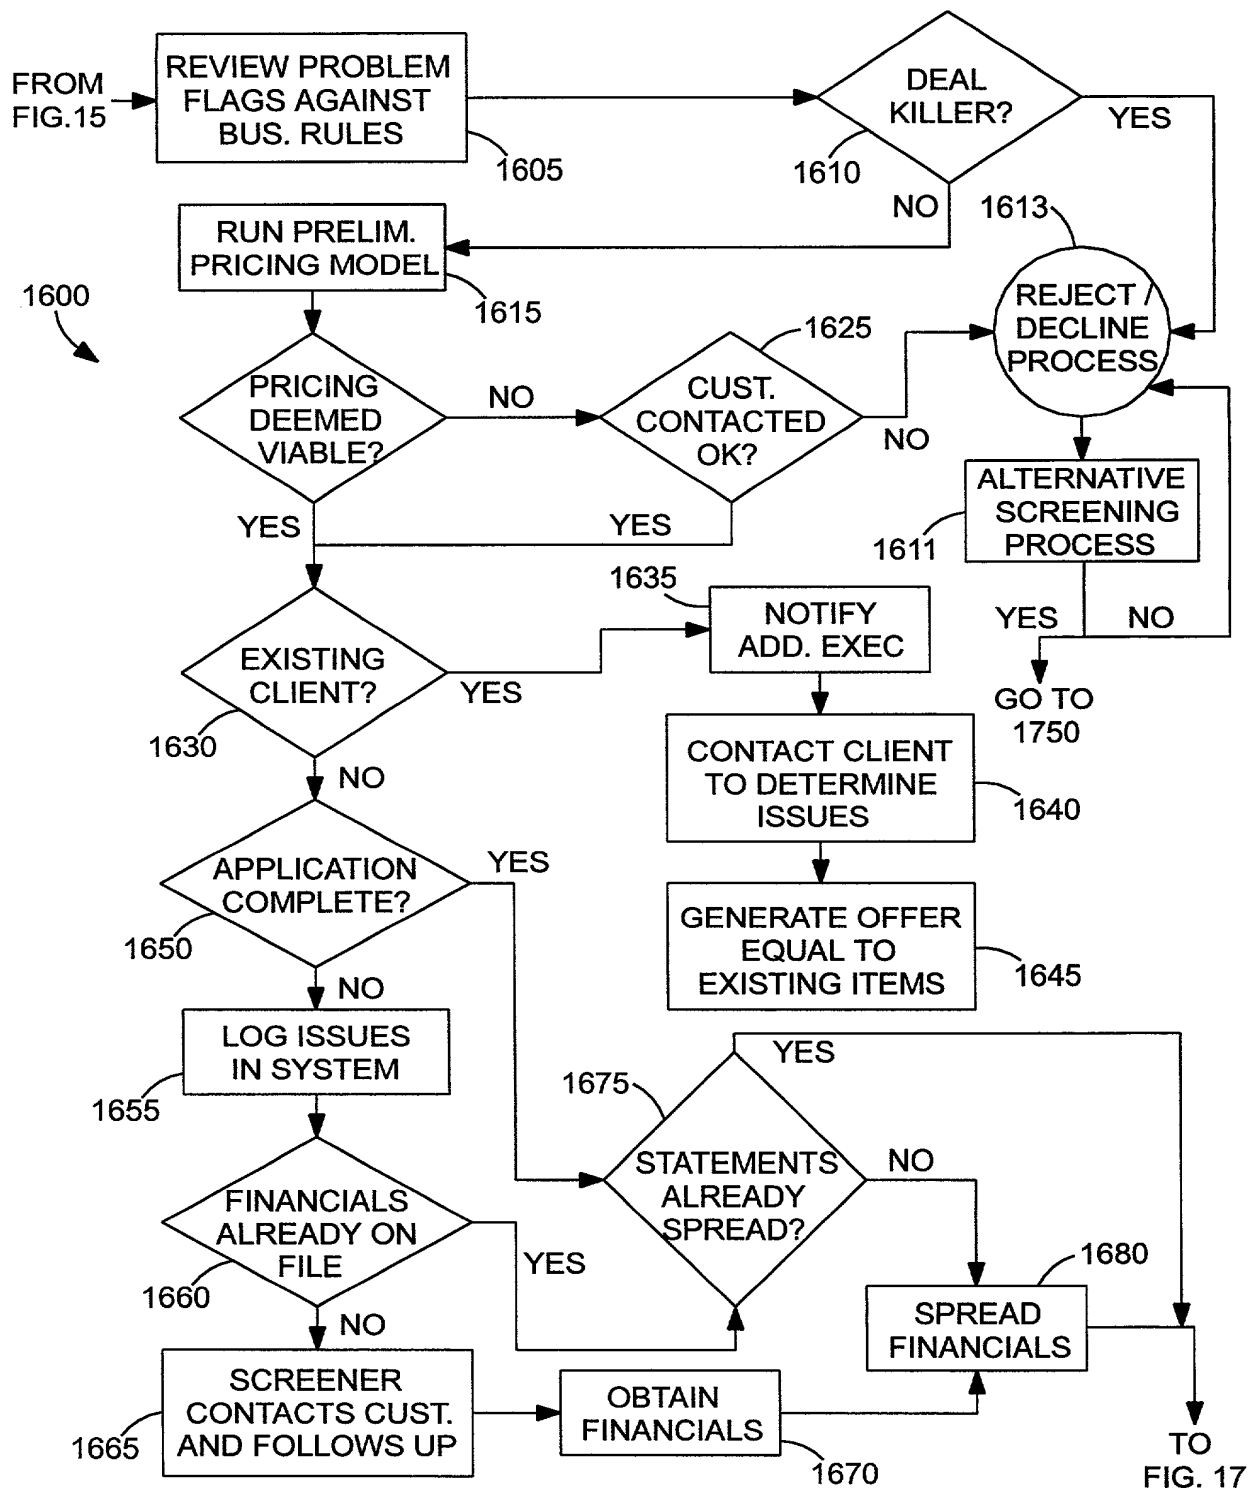 FROM
FIG.15
REVIEW PROBLEM
FLAGS AGAINST
BUS. RULES
1605
DEAL
KILLER?
1610
YES
NO
1613
RUN PRELIM.
PRICING MODEL
1615
1600
REJECT /
DECLINE
PROCESS
1625
PRICING
DEEMED
VIABLE?
NO
CUST.
CONTACTED
OK?
NO
YES
YES
ALTERNATIVE
SCREENING
PROCESS
1611
YES
NO
GO TO
1750
1635
NOTIFY
ADD. EXEC
EXISTING
CLIENT?
YES
1630
NO
CONTACT CLIENT
TO DETERMINE
ISSUES
1640
APPLICATION
COMPLETE?
YES
1650
NO
GENERATE OFFER
EQUAL TO
EXISTING ITEMS
1645
LOG ISSUES
IN SYSTEM
1655
YES
1675
STATEMENTS
ALREADY
SPREAD?
NO
FINANCIALS
ALREADY ON
FILE
YES
1660
NO
1680
SPREAD
FINANCIALS
SCREENER
CONTACTS CUST.
AND FOLLOWS UP
1665
OBTAIN
FINANCIALS
1670
TO
FIG. 17